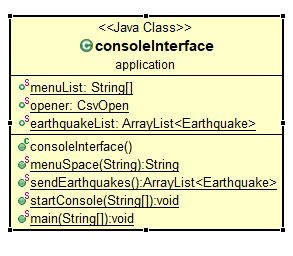 <<Java Class>>
consoleInterface
application
menuList: String[]
opener: CsvOpen
earthquakeList: ArrayList<Earthquake>
consoleInterface()
menuSpace(String):String
sendEarthquakes():ArrayList<Earthquake>
startConsole(String[]):void
main(String[]):void